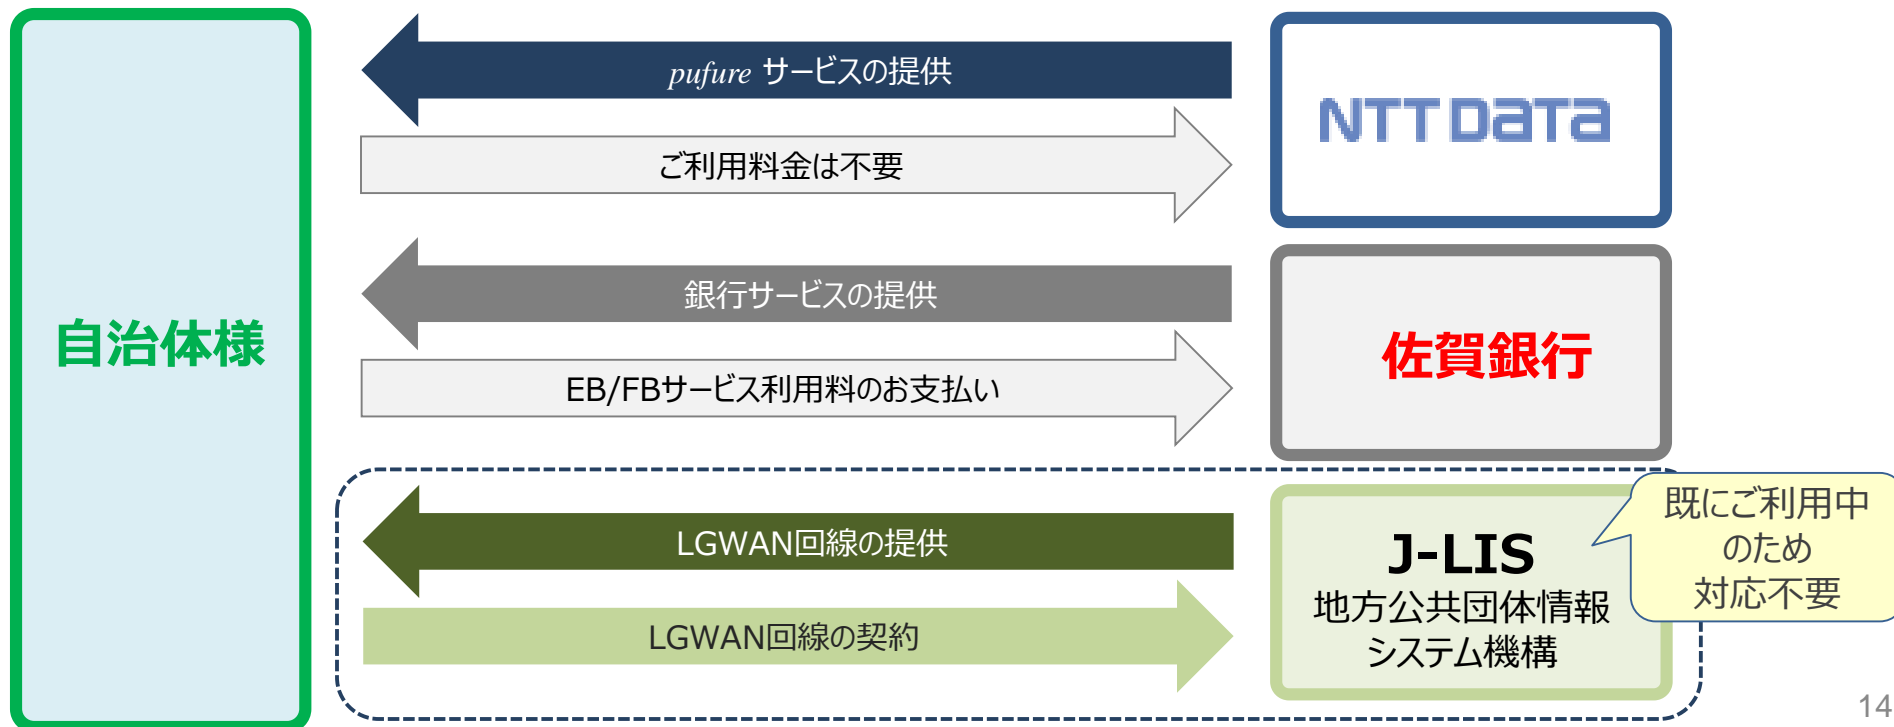 自治体様
pufure サービスの提供
ご利用料金は不要
NTT DATA
銀行サービスの提供
EB/FBサービス利用料のお支払い
佐賀銀行
LGWAN回線の提供
LGWAN回線の契約
J-LIS
地方公共団体情報
システム機構
既にご利用中
のため
対応不要
14